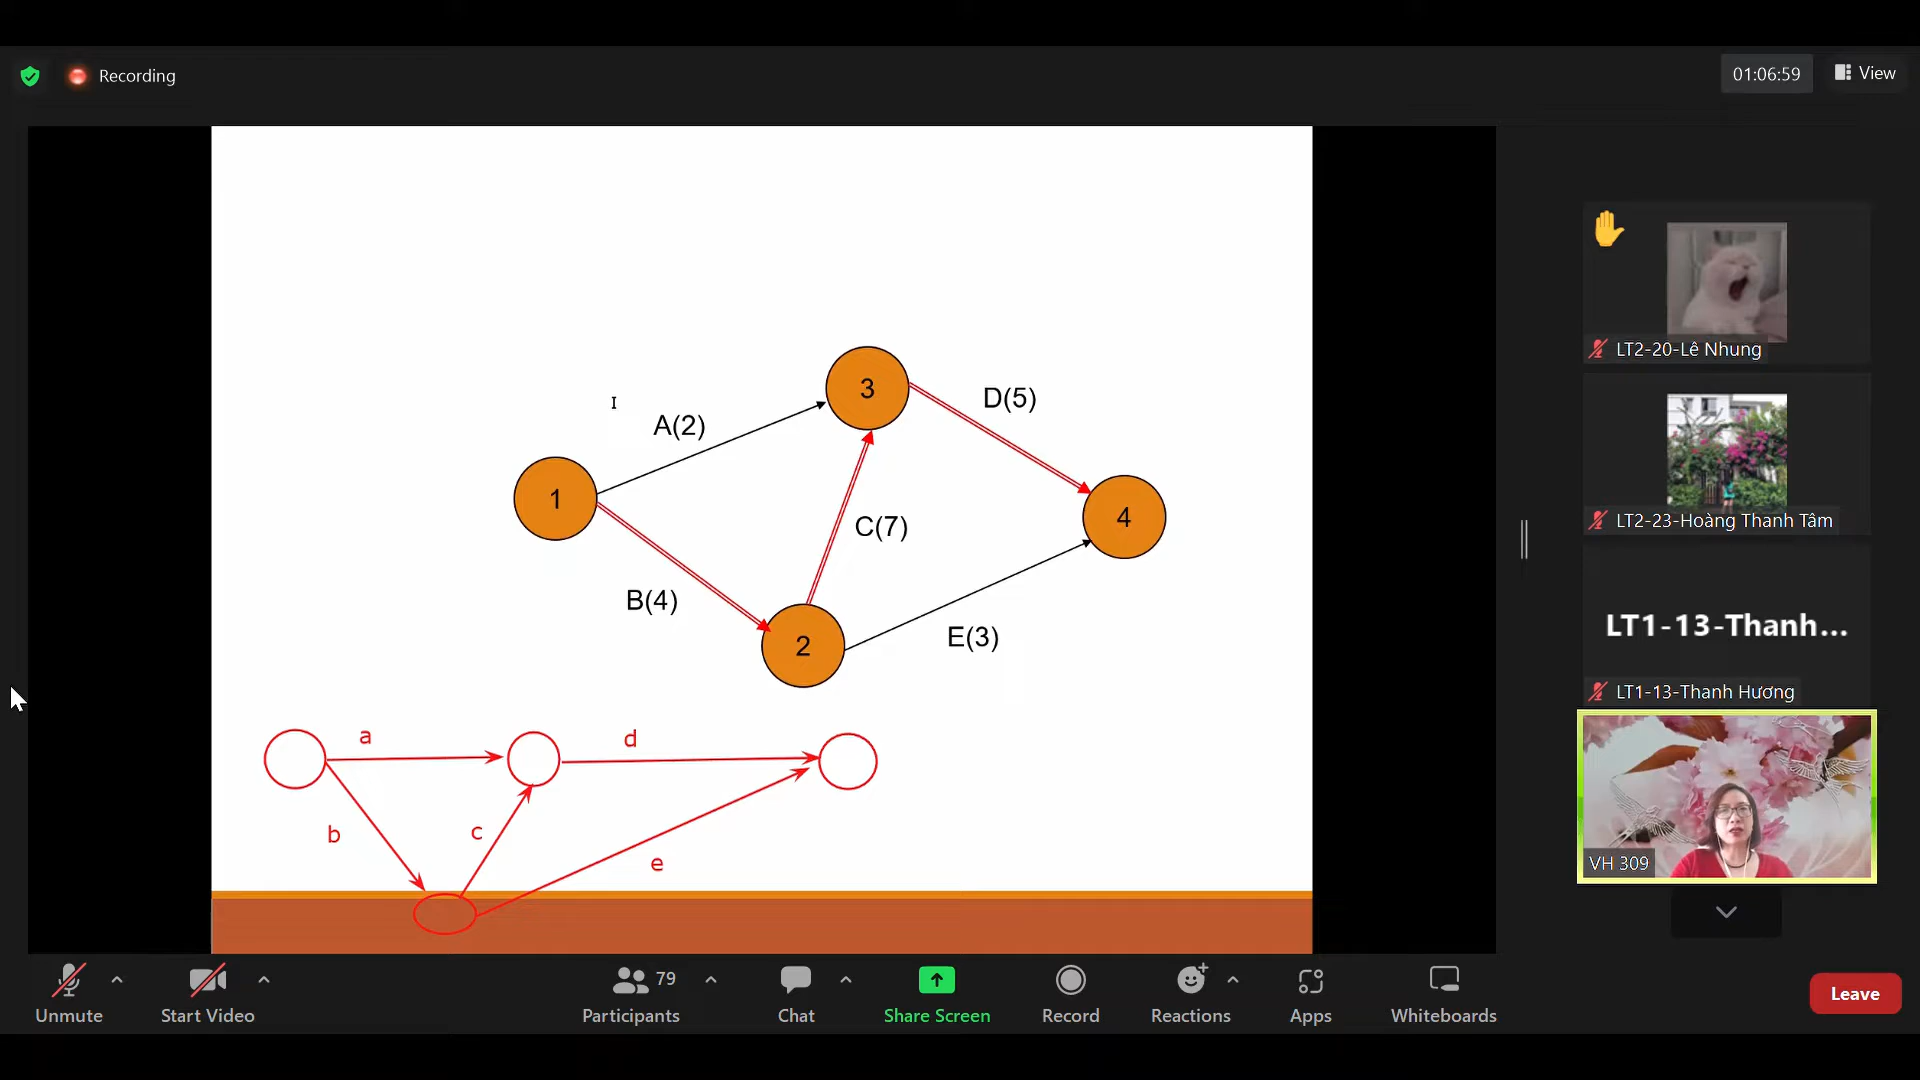 Recording
01:06:59
View
3
D(5)
A(2)
1
4
C(7)
B(4)
2
E(3)
a
d
b
c
e
LT2-20-Lê Nhung
LT2-23-Hoàng Thanh Tâm
LT1-13-Thanh...
LT1-13-Thanh Hương
VH 309
79
Unmute
Start Video
Participants
Chat
Share Screen
Record
Reactions
Apps
Whiteboards
Leave